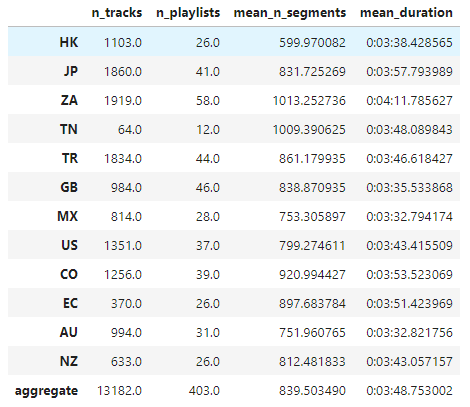 n_tracks n_playlists mean_n_segments mean_duration
HK 1103.0 26.0 599.970082 0:03:38.428565
JP 1860.0 41.0 831.725269 0:03:57.793989
ZA 1919.0 58.0 1013.252736 0:04:11.785627
TN 64.0 12.0 1009.390625 0:03:48.089843
TR 1834.0 44.0 861.179935 0:03:46.618427
GB 984.0 46.0 838.870935 0:03:35.533868
MX 814.0 28.0 753.305897 0:03:32.794174
US 1351.0 37.0 799.274611 0:03:43.415509
CO 1256.0 39.0 920.994427 0:03:53.523069
EC 370.0 26.0 897.683784 0:03:51.423969
AU 994.0 31.0 751.960765 0:03:32.821756
NZ 633.0 26.0 812.481833 0:03:43.057157
aggregate 13182.0 403.0 839.503490 0:03:48.753002